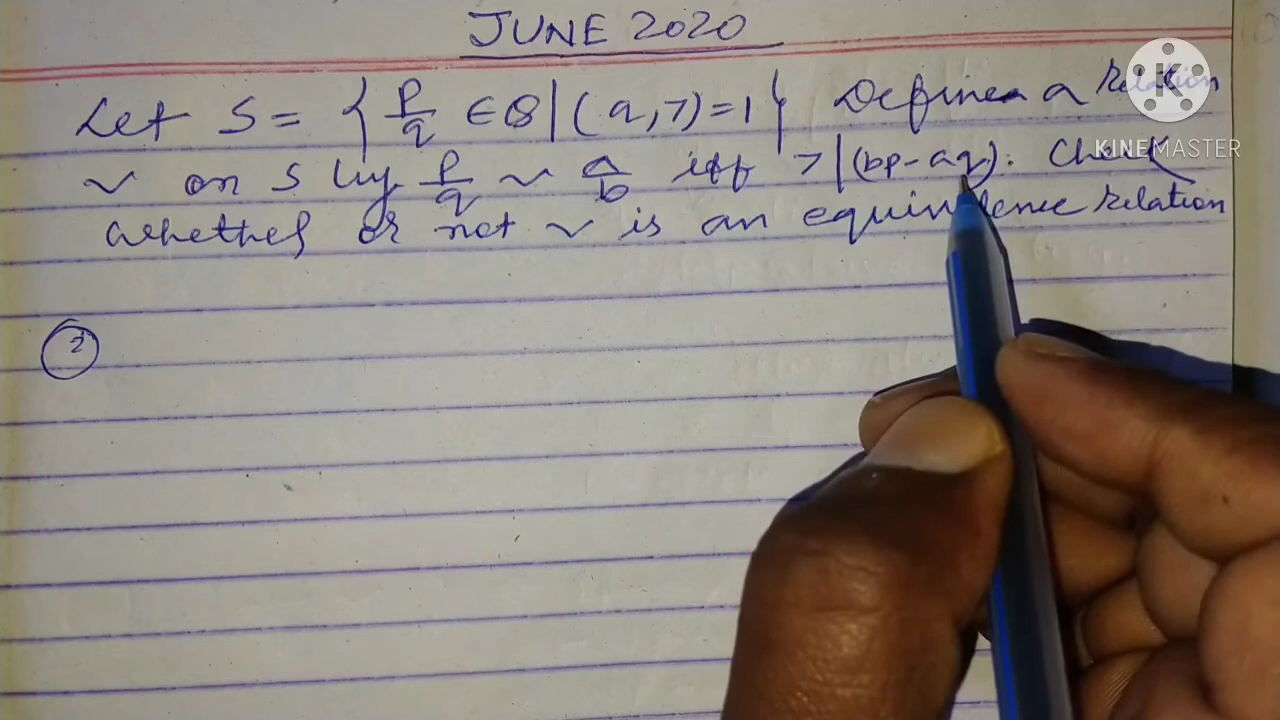 JUNE 2020
Let S = { p/q ∈ Q | (q,7)=1} Define a relation
~ on S by p/q ~ a/b iff 7|(bp-aq). Check
whether or not ~ is an relation
2
KINEMASTER